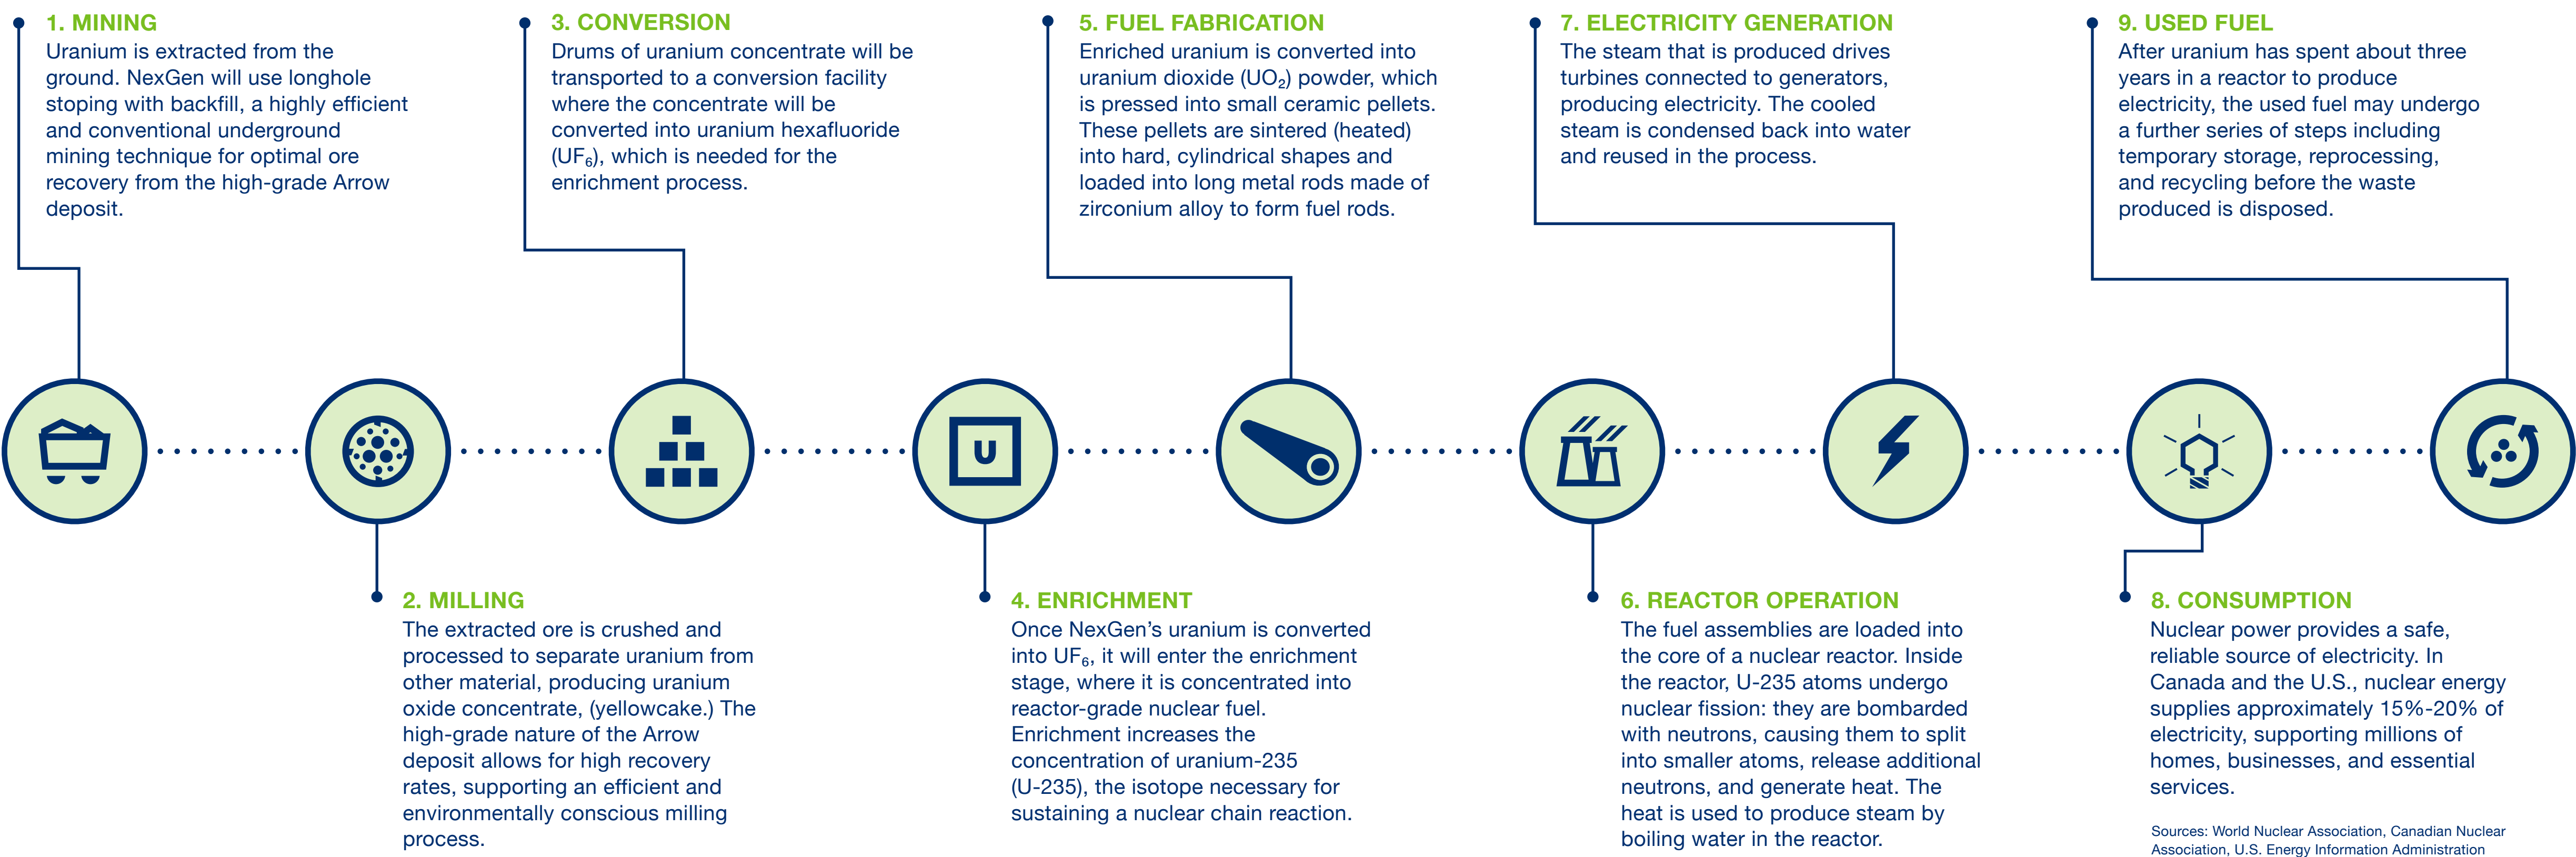 1. MINING
Uranium is extracted from the
ground. NexGen will use longhole
stoping with backfill, a highly efficient
and conventional underground
mining technique for optimal ore
recovery from the high-grade Arrow
deposit.
3. CONVERSION
Drums of uranium concentrate will be
transported to a conversion facility
where the concentrate will be
converted into uranium hexafluoride
(UF₆), which is needed for the
enrichment process.
5. FUEL FABRICATION
Enriched uranium is converted into
uranium dioxide (UO₂) powder, which
is pressed into small ceramic pellets.
These pellets are sintered (heated)
into hard, cylindrical shapes and
loaded into long metal rods made of
zirconium alloy to form fuel rods.
7. ELECTRICITY GENERATION
The steam that is produced drives
turbines connected to generators,
producing electricity. The cooled
steam is condensed back into water
and reused in the process.
9. USED FUEL
After uranium has spent about three
years in a reactor to produce
electricity, the used fuel may undergo
a further series of steps including
temporary storage, reprocessing,
and recycling before the waste
produced is disposed.
U
2. MILLING
The extracted ore is crushed and
processed to separate uranium from
other material, producing uranium
oxide concentrate, (yellowcake.) The
high-grade nature of the Arrow
deposit allows for high recovery
rates, supporting an efficient and
environmentally conscious milling
process.
4. ENRICHMENT
Once NexGen’s uranium is converted
into UF₆, it will enter the enrichment
stage, where it is concentrated into
reactor-grade nuclear fuel.
Enrichment increases the
concentration of uranium-235
(U-235), the isotope necessary for
sustaining a nuclear chain reaction.
6. REACTOR OPERATION
The fuel assemblies are loaded into
the core of a nuclear reactor. Inside
the reactor, U-235 atoms undergo
nuclear fission: they are bombarded
with neutrons, causing them to split
into smaller atoms, release additional
neutrons, and generate heat. The
heat is used to produce steam by
boiling water in the reactor.
8. CONSUMPTION
Nuclear power provides a safe,
reliable source of electricity. In
Canada and the U.S., nuclear energy
supplies approximately 15%-20% of
electricity, supporting millions of
homes, businesses, and essential
services.
Sources: World Nuclear Association, Canadian Nuclear
Association, U.S. Energy Information Administration